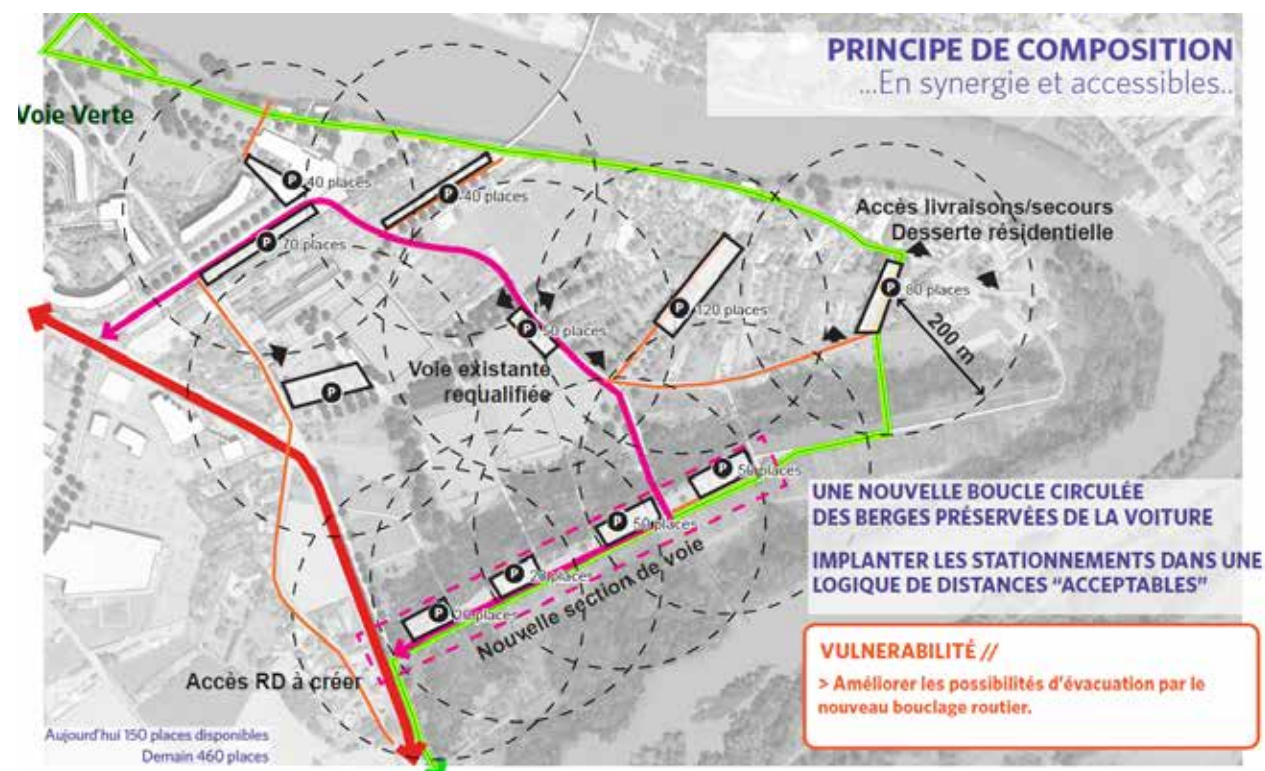 PRINCIPE DE COMPOSITION
...En synergie et accessibles..
Voie Verte
P 40 places
P 40 places
P 70 places
Accès livraisons/secours
Desserte résidentielle
P 80 places
P 120 places
200 m
P 50 places
Voie existante
requalifiée
P
P 50 places
P 50 places
P 20 places
P 20 places
Nouvelle section de voie
Accès RD à créer
UNE NOUVELLE BOUCLE CIRCULÉE
DES BERGES PRÉSERVÉES DE LA VOITURE
IMPLANTER LES STATIONNEMENTS DANS UNE
LOGIQUE DE DISTANCES “ACCEPTABLES”
VULNERABILITÉ //
> Améliorer les possibilités d'évacuation par le
nouveau bouclage routier.
Aujourd'hui 150 places disponibles
Demain 460 places